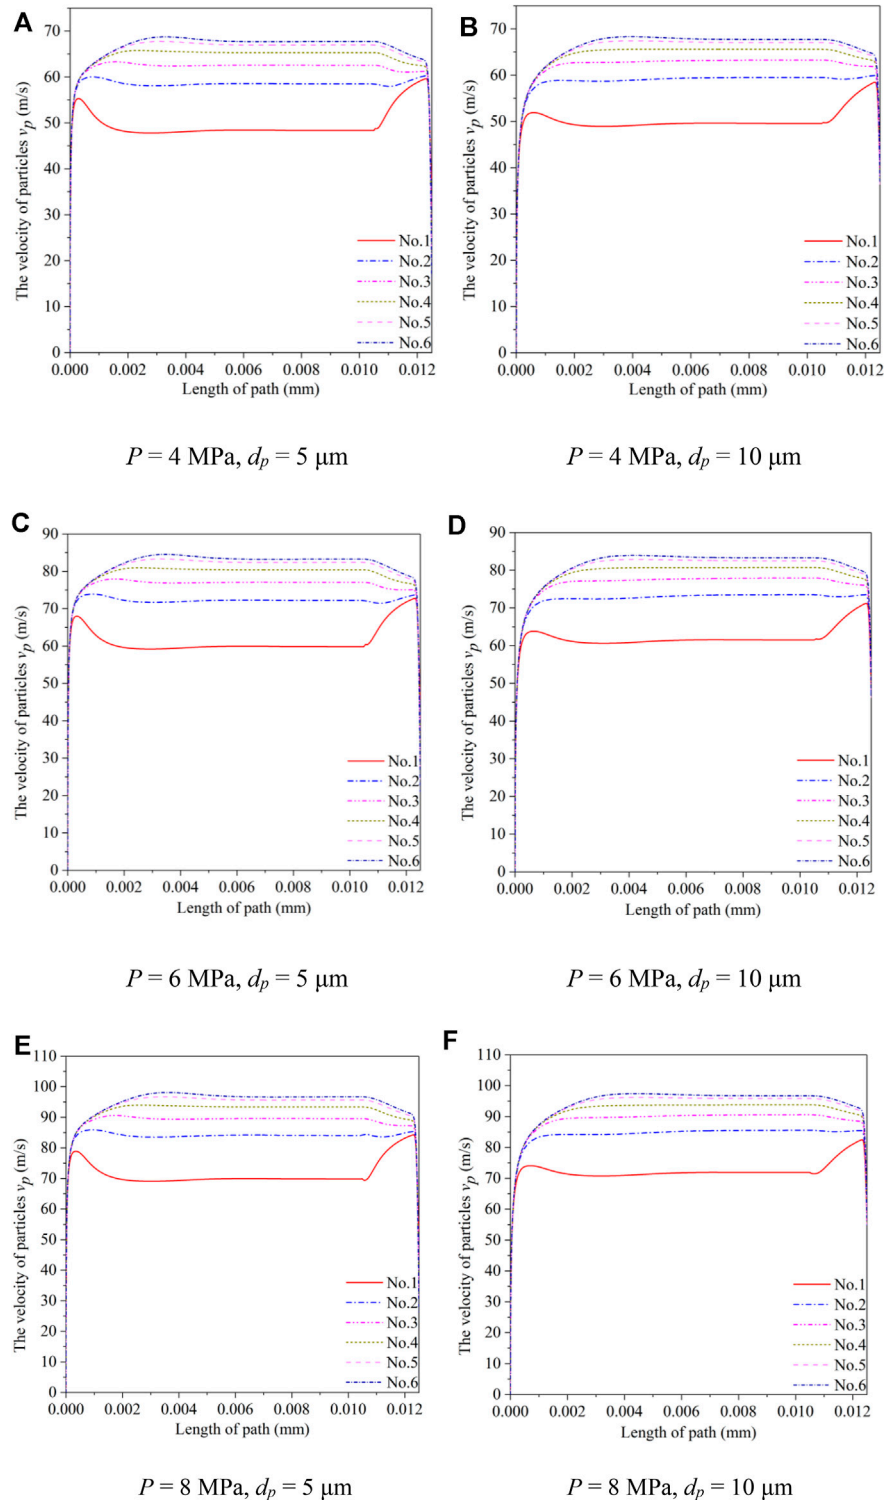 A
The velocity of particles vp (m/s)
70
60
50
40
30
20
10
0
0.000 0.002 0.004 0.006 0.008 0.010 0.012
Length of path (mm)
No.1
No.2
No.3
No.4
No.5
No.6
P = 4 MPa, dp = 5 μm
B
The velocity of particles vp (m/s)
70
60
50
40
30
20
10
0
0.000 0.002 0.004 0.006 0.008 0.010 0.012
Length of path (mm)
No.1
No.2
No.3
No.4
No.5
No.6
P = 4 MPa, dp = 10 μm
C
The velocity of particles vp (m/s)
90
80
70
60
50
40
30
20
10
0
0.000 0.002 0.004 0.006 0.008 0.010 0.012
Length of path (mm)
No.1
No.2
No.3
No.4
No.5
No.6
P = 6 MPa, dp = 5 μm
D
The velocity of particles vp (m/s)
90
80
70
60
50
40
30
20
10
0
0.000 0.002 0.004 0.006 0.008 0.010 0.012
Length of path (mm)
No.1
No.2
No.3
No.4
No.5
No.6
P = 6 MPa, dp = 10 μm
E
The velocity of particles vp (m/s)
110
100
90
80
70
60
50
40
30
20
10
0
0.000 0.002 0.004 0.006 0.008 0.010 0.012
Length of path (mm)
No.1
No.2
No.3
No.4
No.5
No.6
P = 8 MPa, dp = 5 μm
F
The velocity of particles vp (m/s)
110
100
90
80
70
60
50
40
30
20
10
0
0.000 0.002 0.004 0.006 0.008 0.010 0.012
Length of path (mm)
No.1
No.2
No.3
No.4
No.5
No.6
P = 8 MPa, dp = 10 μm